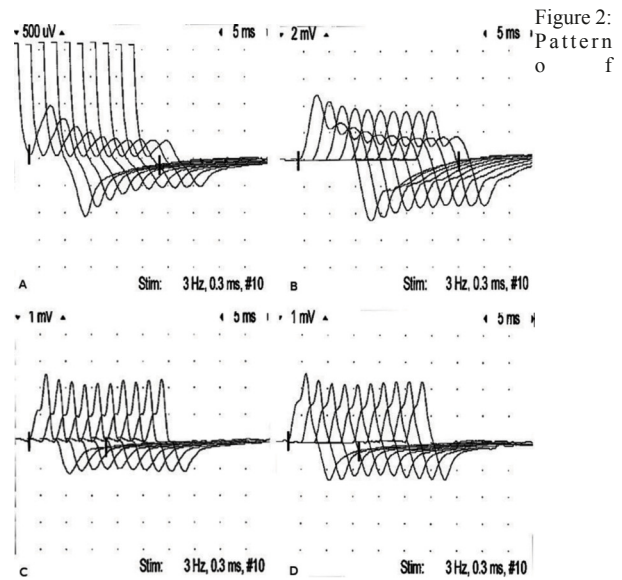 Figure 2:
Pattern
o f
500 uV
5 ms
A
Stim: 3 Hz, 0.3 ms, #10
2 mV
5 ms
B
Stim: 3 Hz, 0.3 ms, #10
1 mV
5 ms
C
Stim: 3 Hz, 0.3 ms, #10
1 mV
5 ms
D
Stim: 3 Hz, 0.3 ms, #10